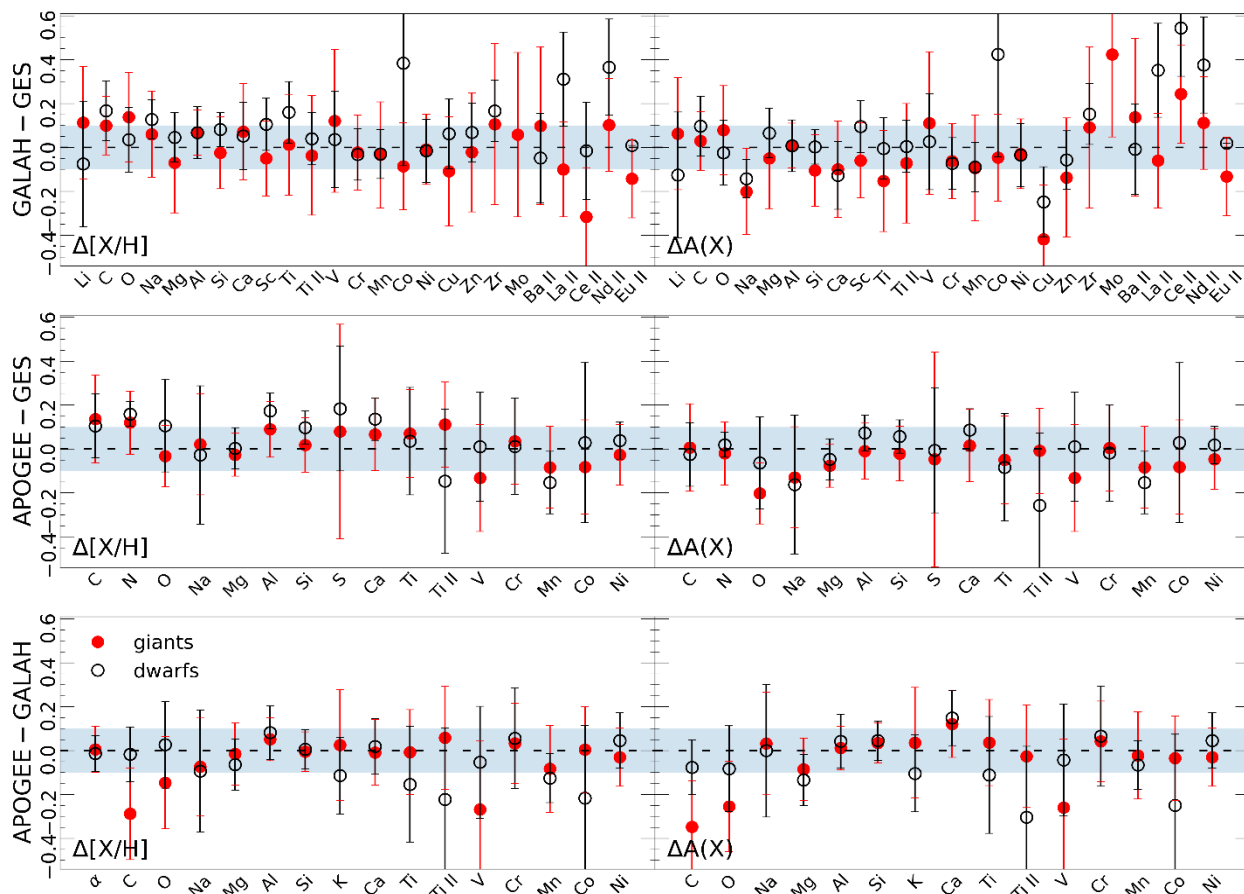 GALAH − GES
0.6
0.4
0.2
0.0
−0.2
−0.4
Δ[X/H]
ΔA(X)
Li C O Na Mg Al Si Ca Sc Ti Ti II V Cr Mn Co Ni Cu Zn Zr Mo Ba II La II Ce II Nd II Eu II
Li C O Na Mg Al Si Ca Sc Ti Ti II V Cr Mn Co Ni Cu Zn Zr Mo Ba II La II Ce II Nd II Eu II
APOGEE − GES
0.6
0.4
0.2
0.0
−0.2
−0.4
Δ[X/H]
ΔA(X)
C N O Na Mg Al Si S Ca Ti Ti II V Cr Mn Co Ni
C N O Na Mg Al Si S Ca Ti Ti II V Cr Mn Co Ni
APOGEE − GALAH
0.6
0.4
0.2
0.0
−0.2
−0.4
giants
dwarfs
Δ[X/H]
ΔA(X)
α C O Na Mg Al Si K Ca Ti Ti II V Cr Mn Co Ni
C O Na Mg Al Si K Ca Ti Ti II V Cr Mn Co Ni